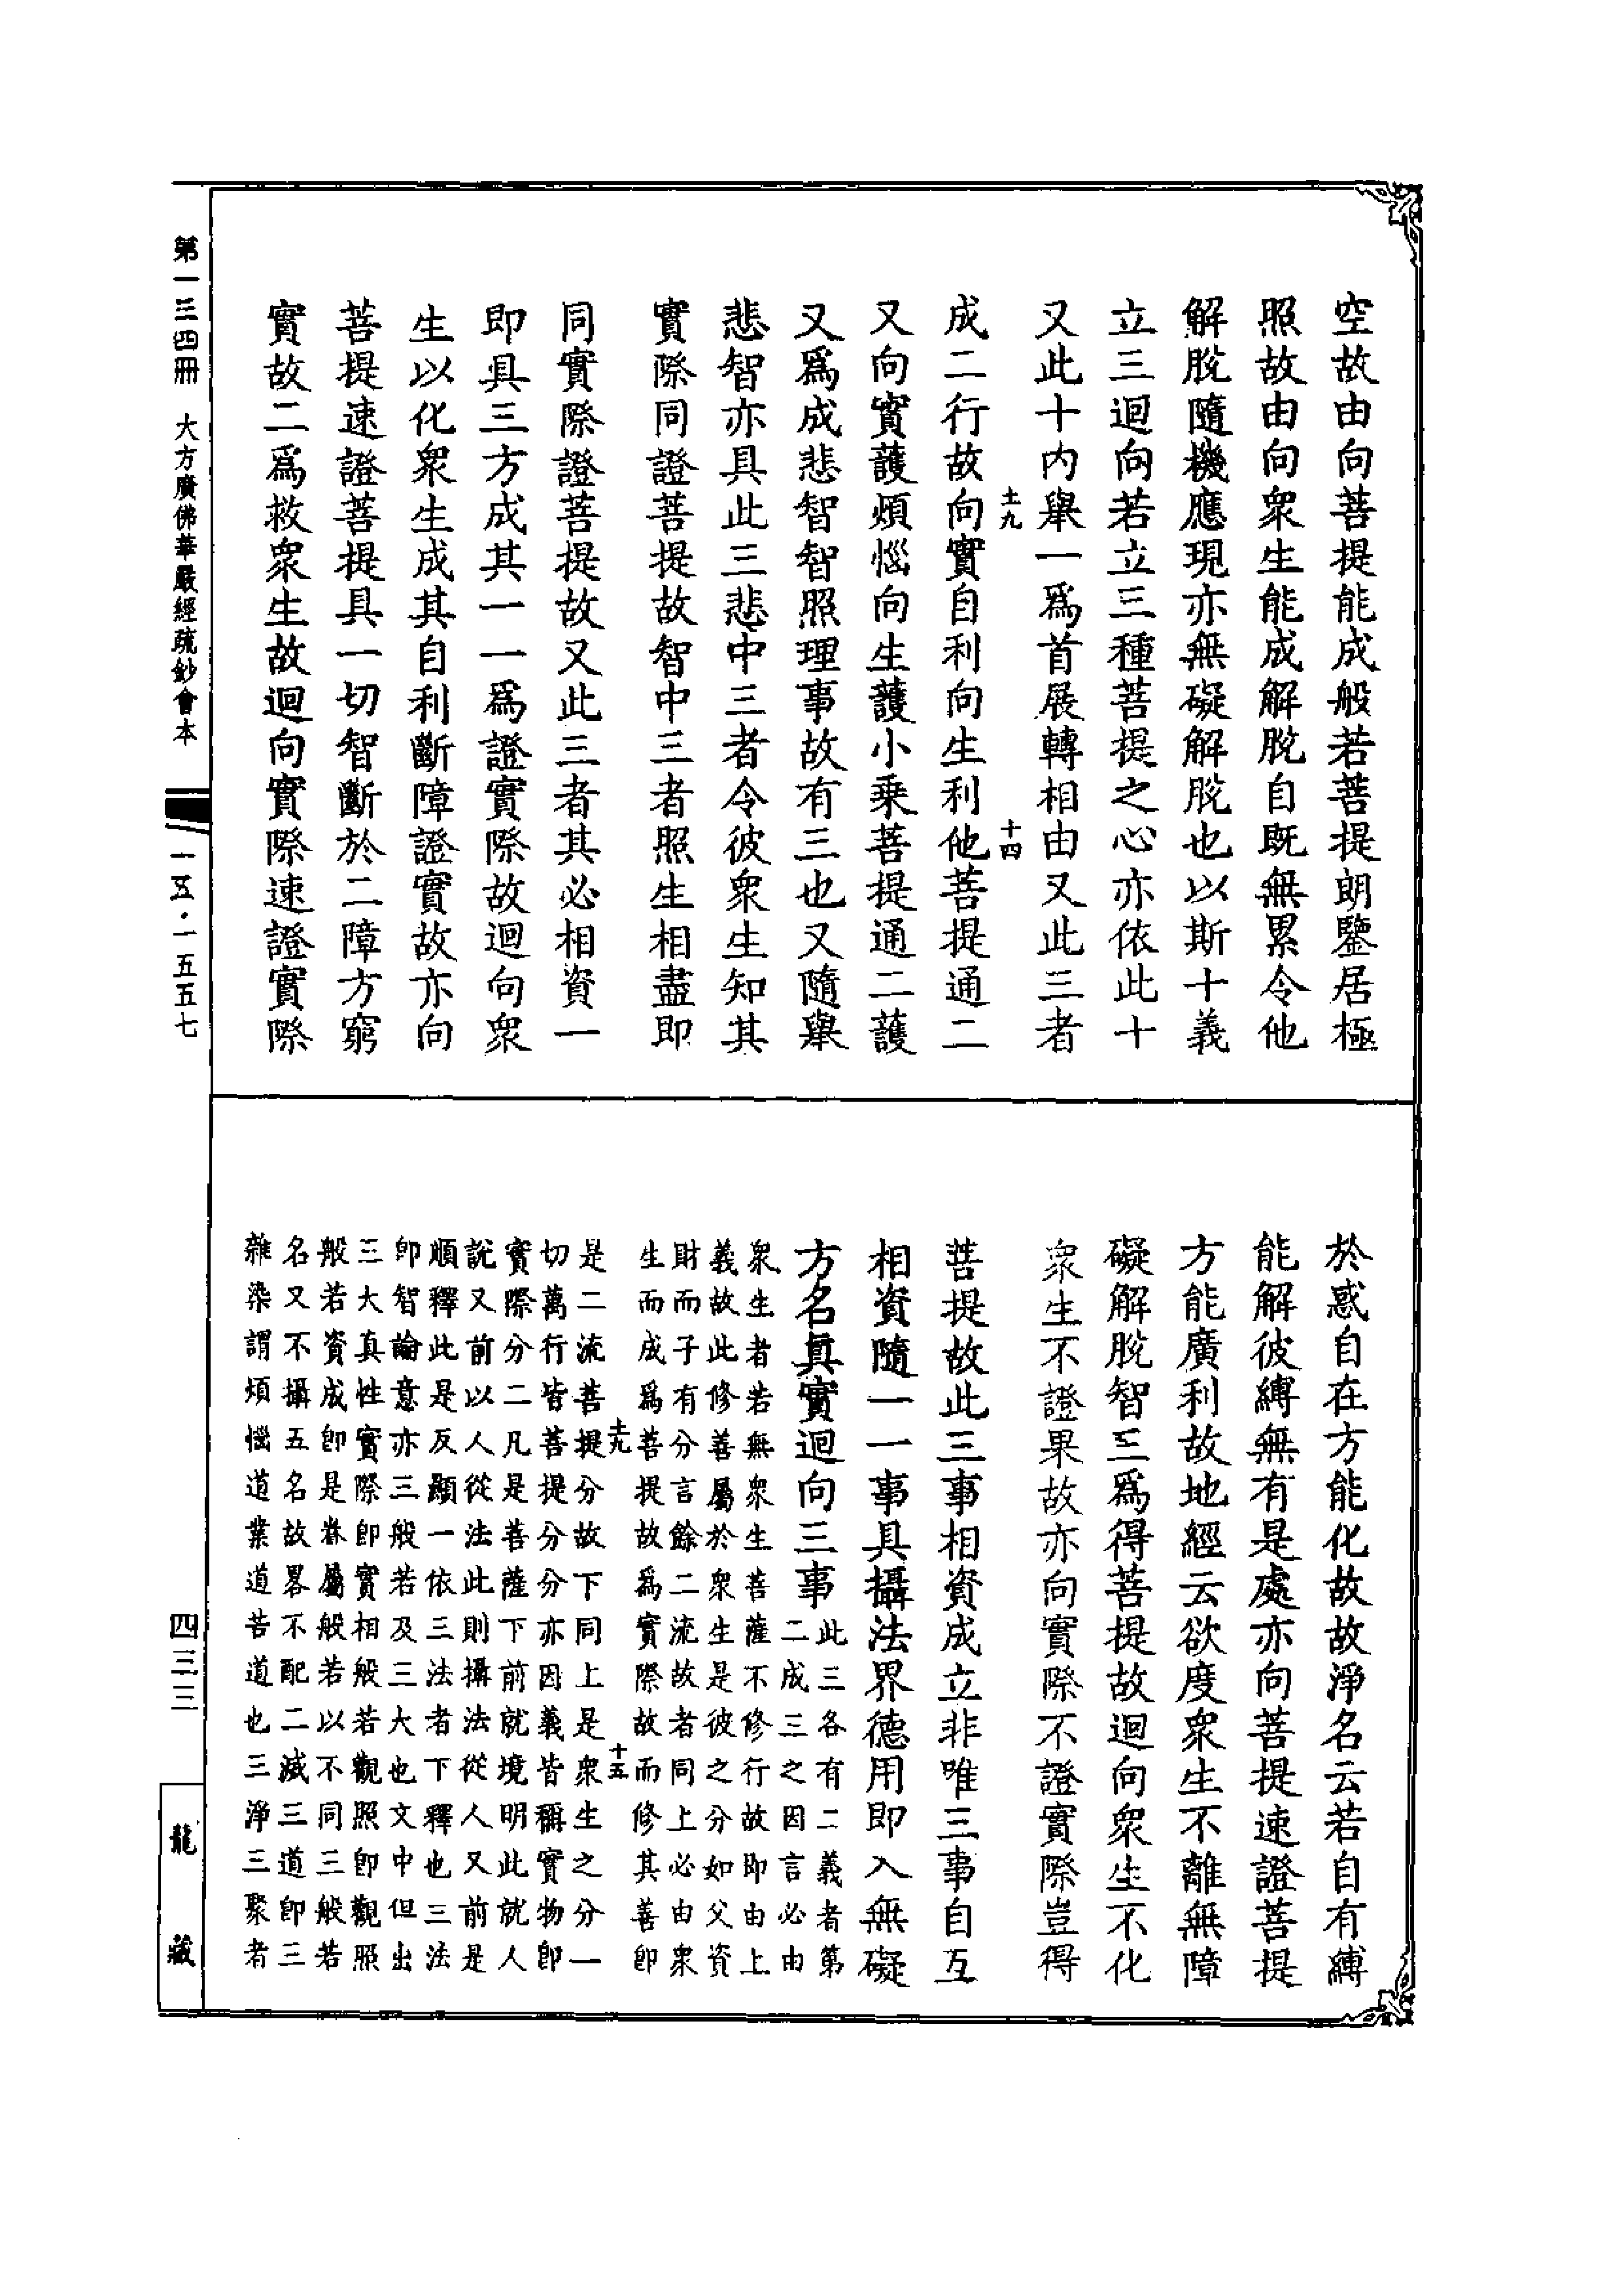 空故由向菩提能成般若菩提朗鑒居極
照故由向衆生能成解脫自既無累令他
解脫隨機應現亦無礙解脫也以斯十義
立三迴向若立三種菩提之心亦依此十
又此十內舉一爲首展轉相由又此三者
十九
十四
成二行故向實自利向生利他菩提通二
又向實護煩惱向生護小乗菩提通二護
又爲成悲智智照理事故有三也又隨舉
悲智亦具此三悲中三者令彼衆生知其
實際同證菩提故智中三者照生相盡即
同實際證菩提故又此三者其必相資一
即具三方成其一一爲證實際故迴向衆
生以化衆生成其自利斷障證實故亦向
菩提速證菩提具一切智斷於二障方窮
實故二爲救衆生故迴向實際速證實際
於惑自在方能化故故淨名云若自有縛
能解彼縛無有是處亦向菩提速證菩提
方能廣利故地經云欲度衆生不離無障
礙解脫智三爲得菩提故迴向衆生不化
衆生不證果故亦向實際不證實際豈得
菩提故此三事相資成立非唯三事自互
相資隨一一事具攝法界德用即入無礙
方名眞實迴向三事
此三各有二義者第
二成三之因言必由
衆生者若無衆生菩薩不修行故即由上
義故此修善屬於衆生是彼之分如父資
財而子有分言餘二流故者同上必由衆
生而成爲菩提故爲實際故而修其善即
十九
十五
是二流菩提分故下同上是衆生之分一
切萬行皆菩提分分亦因義皆稱實物即
實際分二凡是菩薩下前就境明此就人
說又前以人從法此則攝法從人又前是
順釋此是反顯一依三法者下釋也三法
卽智論意亦三般若及三大也文中但出
三大真性實際卽實相般若觀照卽觀照
般若資成卽是眷屬般若以不同三般若
名又不攝五名故畧不配二滅三道卽三
雜染謂煩惱道業道苦道也三淨三聚者
第一三四冊　大方廣佛華嚴經疏鈔會本
一五·一五五七
四三三
龍藏